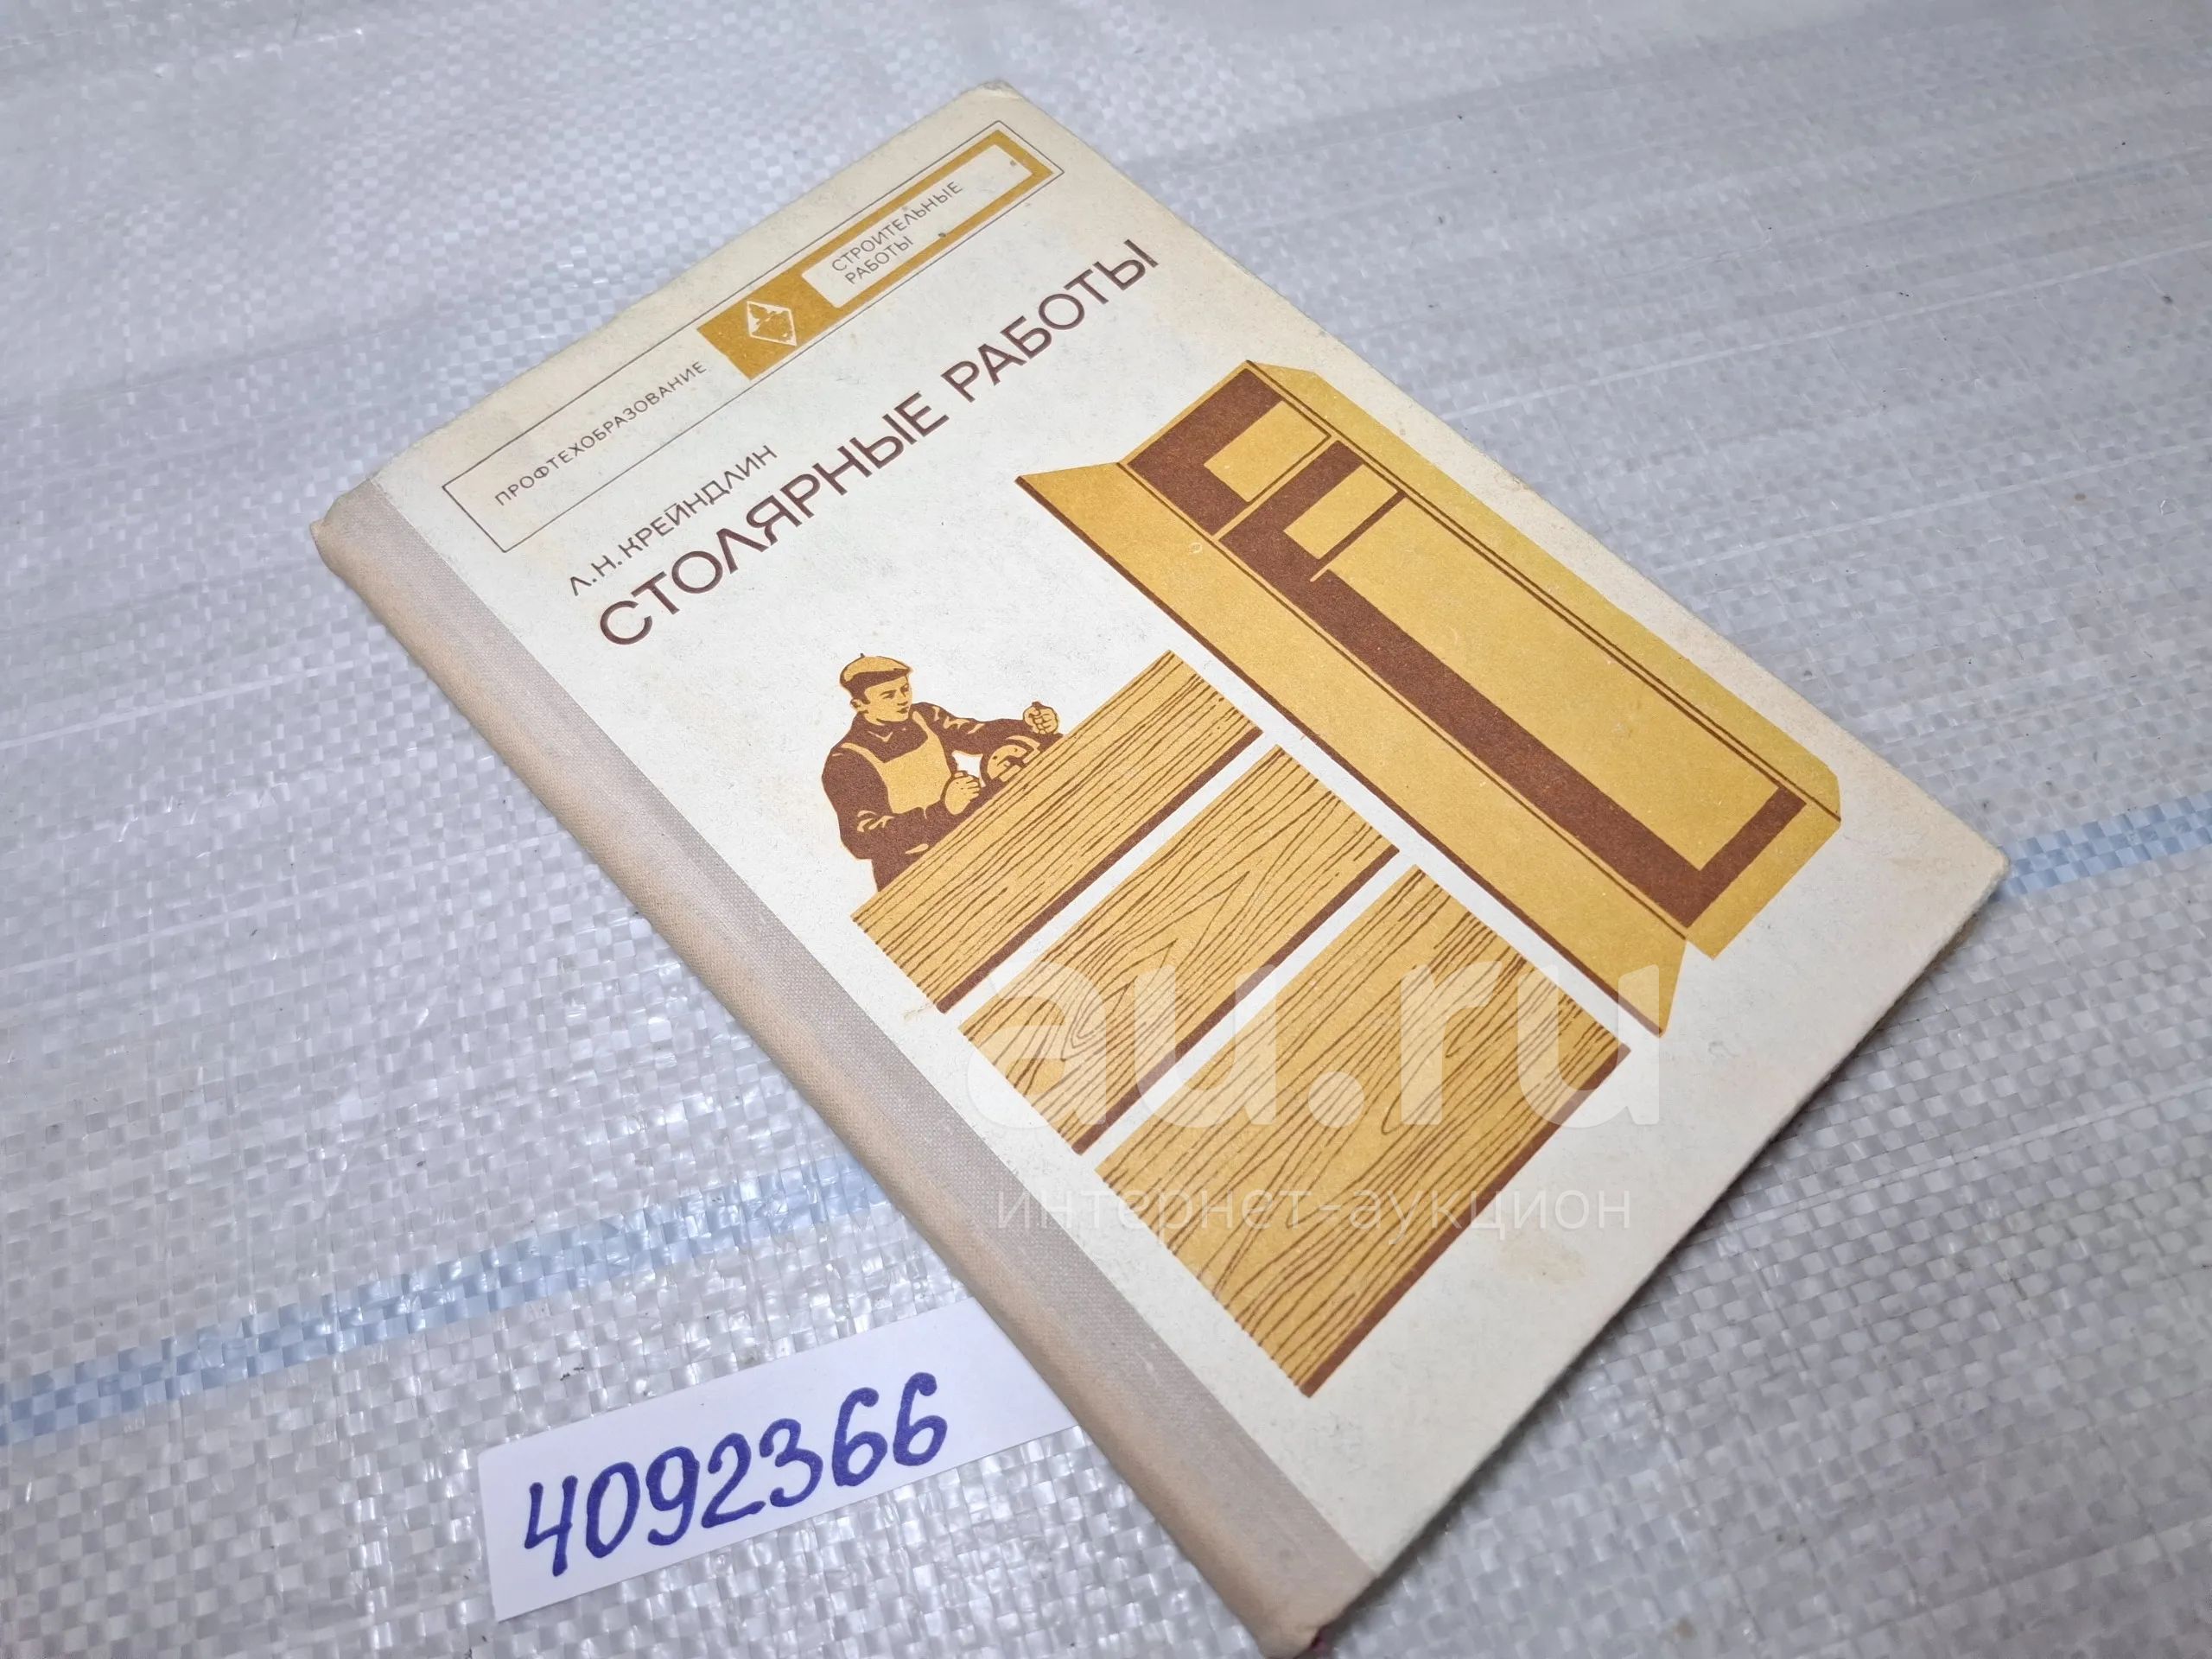 ПРОФТЕХОБРАЗОВАНИЕ
СТРОИТЕЛЬНЫЕ
РАБОТЫ
Л.Н.КРЕЙНДЛИН
СТОЛЯРНЫЕ РАБОТЫ
au.ru
интернет-аукцион
4092366